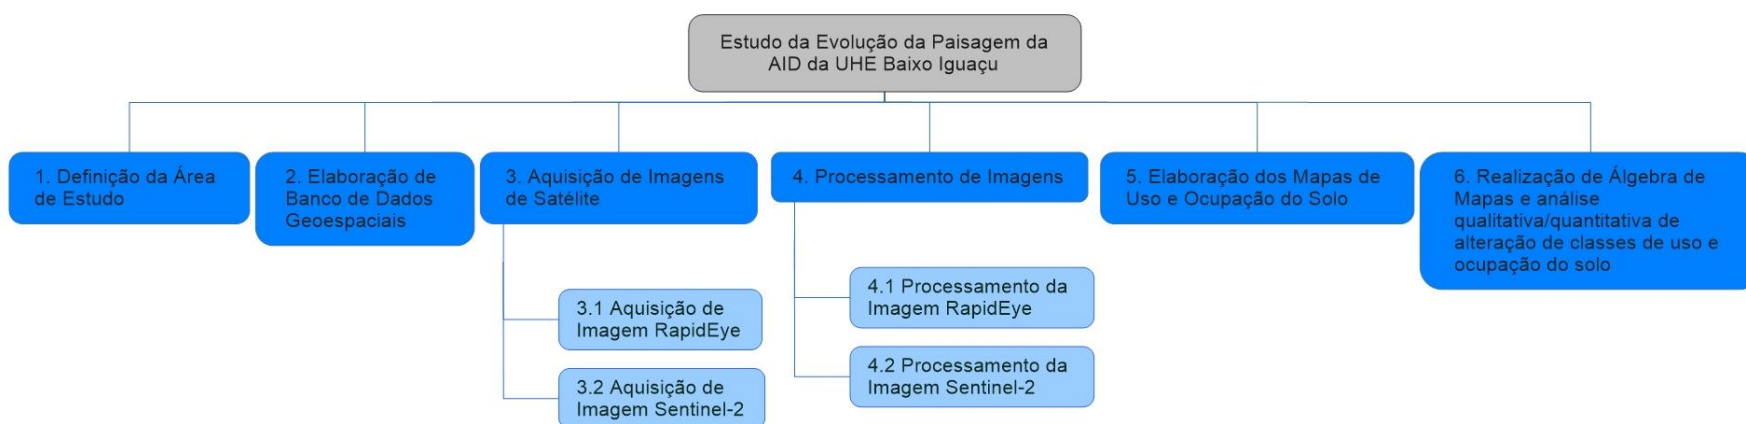 Estudo da Evolução da Paisagem da
AID da UHE Baixo Iguaçu
1. Definição da Área
de Estudo
2. Elaboração de
Banco de Dados
Geoespaciais
3. Aquisição de Imagens
de Satélite
3.1 Aquisição de
Imagem RapidEye
3.2 Aquisição de
Imagem Sentinel-2
4. Processamento de Imagens
4.1 Processamento da
Imagem RapidEye
4.2 Processamento da
Imagem Sentinel-2
5. Elaboração dos Mapas de
Uso e Ocupação do Solo
6. Realização de Álgebra de
Mapas e análise
qualitativa/quantitativa de
alteração de classes de uso e
ocupação do solo